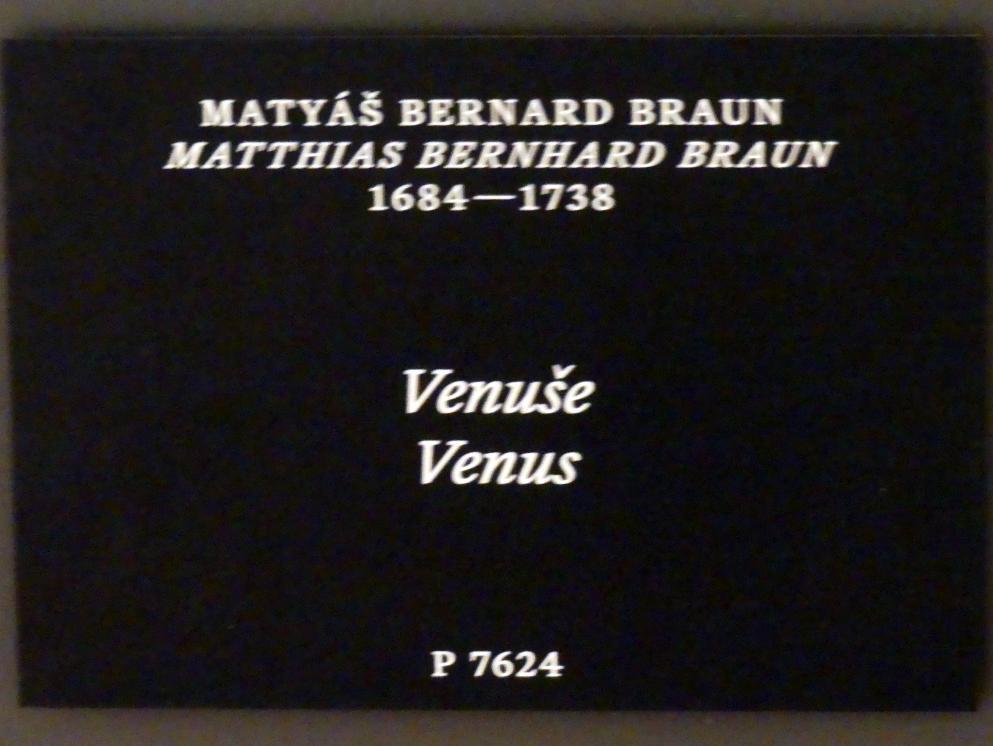 MATYÁŠ BERNARD BRAUN
MATTHIAS BERNHARD BRAUN
1684—1738
Venuše
Venus
P 7624